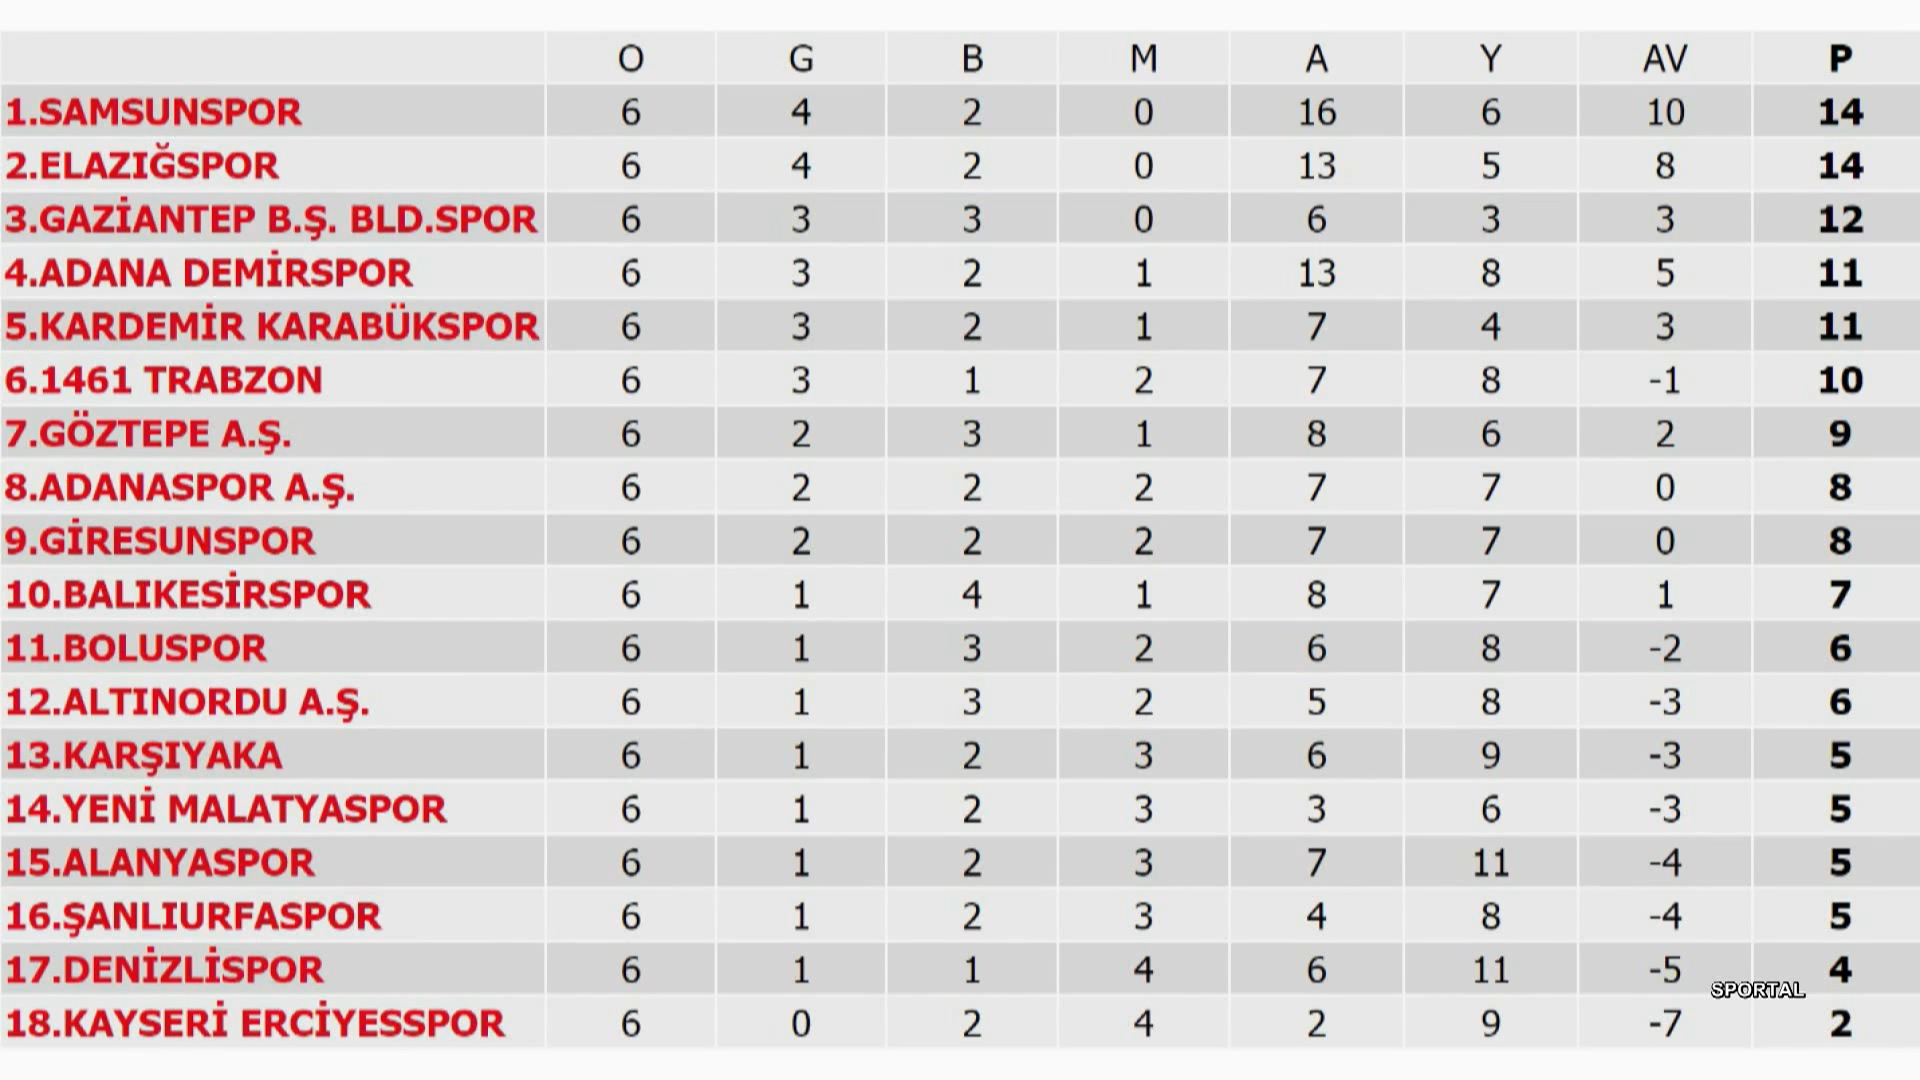 O G B M A Y AV P
1.SAMSUNSPOR 6 4 2 0 16 6 10 14
2.ELAZIĞSPOR 6 4 2 0 13 5 8 14
3.GAZİANTEP B.Ş. BLD.SPOR 6 3 3 0 6 3 3 12
4.ADANA DEMİRSPOR 6 3 2 1 13 8 5 11
5.KARDEMİR KARABÜKSPOR 6 3 2 1 7 4 3 11
6.1461 TRABZON 6 3 1 2 7 8 -1 10
7.GÖZTEPE A.Ş. 6 2 3 1 8 6 2 9
8.ADANASPOR A.Ş. 6 2 2 2 7 7 0 8
9.GİRESUNSPOR 6 2 2 2 7 7 0 8
10.BALIKESİRSPOR 6 1 4 1 8 7 1 7
11.BOLUSPOR 6 1 3 2 6 8 -2 6
12.ALTINORDU A.Ş. 6 1 3 2 5 8 -3 6
13.KARŞIYAKA 6 1 2 3 6 9 -3 5
14.YENİ MALATYASPOR 6 1 2 3 3 6 -3 5
15.ALANYASPOR 6 1 2 3 7 11 -4 5
16.ŞANLIURFASPOR 6 1 2 3 4 8 -4 5
17.DENİZLİSPOR 6 1 1 4 6 11 -5 4
SPORTAL
18.KAYSERİ ERCİYESSPOR 6 0 2 4 2 9 -7 2